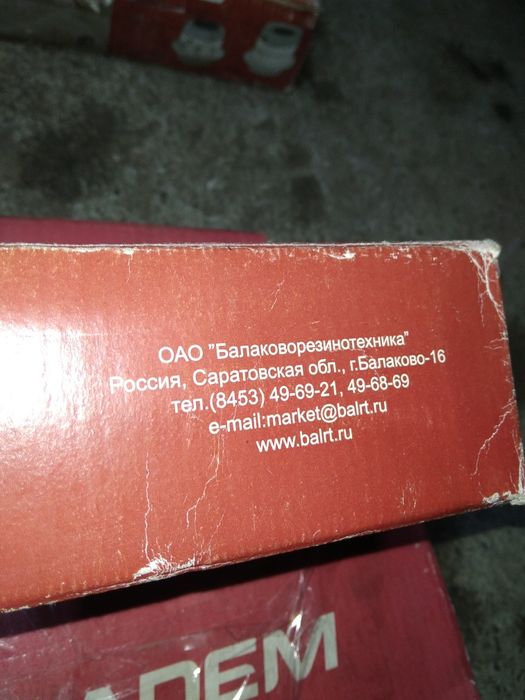 ОАО "Балаковорезинотехника"
Россия, Саратовская обл., г.Балаково-16
тел.(8453) 49-69-21, 49-68-69
e-mail:market@balrt.ru
www.balrt.ru
ADEM